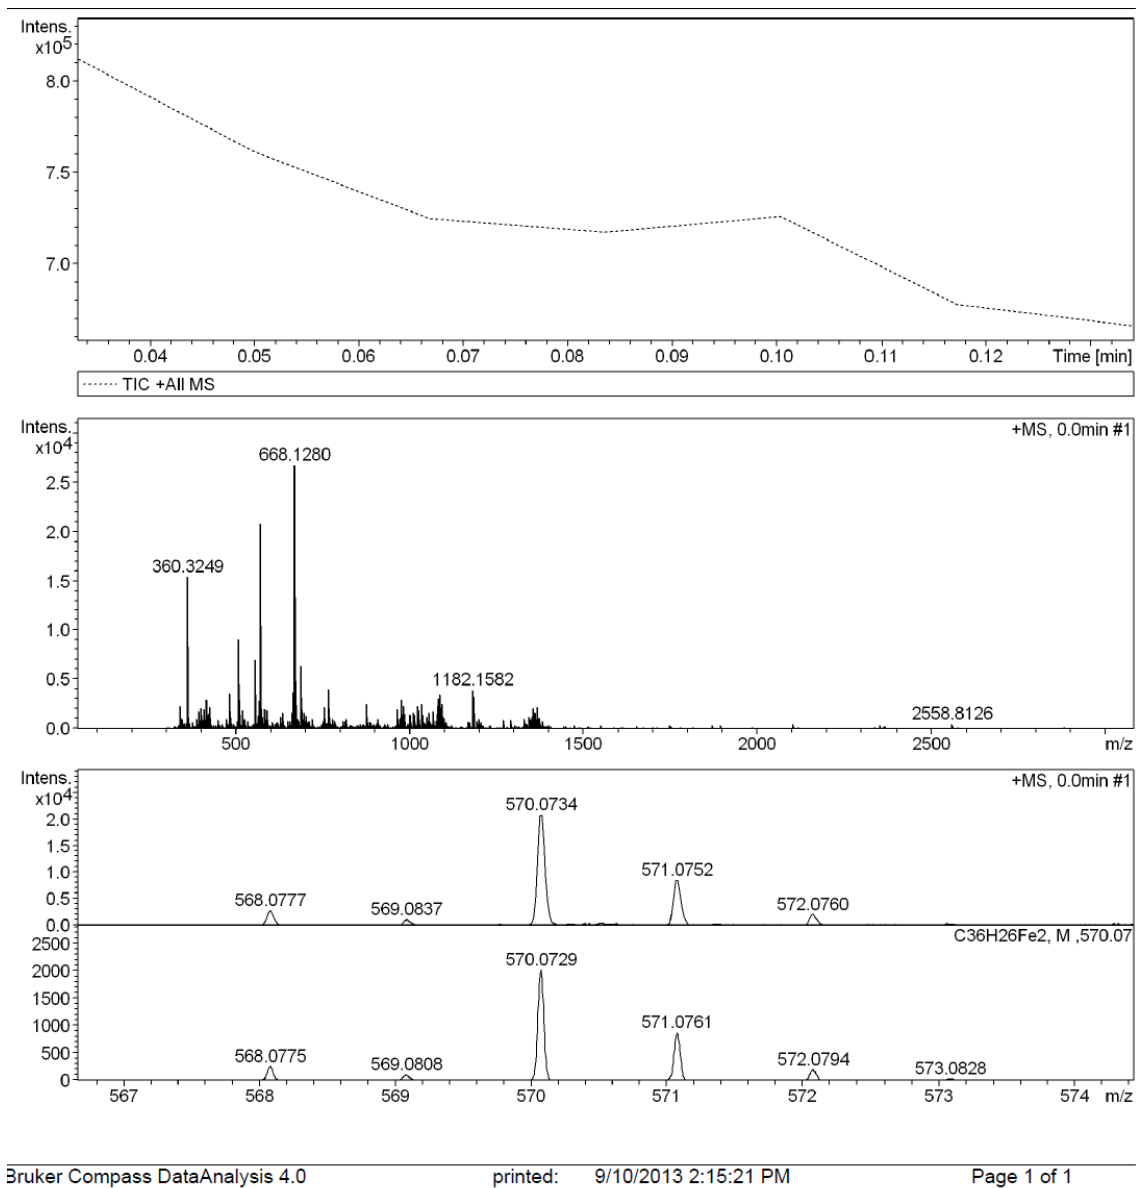 Intens.
x10^5
8.0
7.5
7.0
0.04 0.05 0.06 0.07 0.08 0.09 0.10 0.11 0.12 Time [min]
TIC +All MS
Intens.
x10^4
+MS, 0.0min #1
668.1280
2.5
2.0
360.3249
1.5
1.0
1182.1582
0.5
2558.8126
0.0
500 1000 1500 2000 2500 m/z
Intens.
x10^4
+MS, 0.0min #1
570.0734
2.0
1.5
571.0752
1.0
568.0777 569.0837 572.0760
0.5
0.0
C36H26Fe2, M ,570.07
2500
570.0729
2000
1500
571.0761
1000
568.0775 569.0808 572.0794 573.0828
500
0
567 568 569 570 571 572 573 574 m/z
Bruker Compass DataAnalysis 4.0 printed: 9/10/2013 2:15:21 PM Page 1 of 1